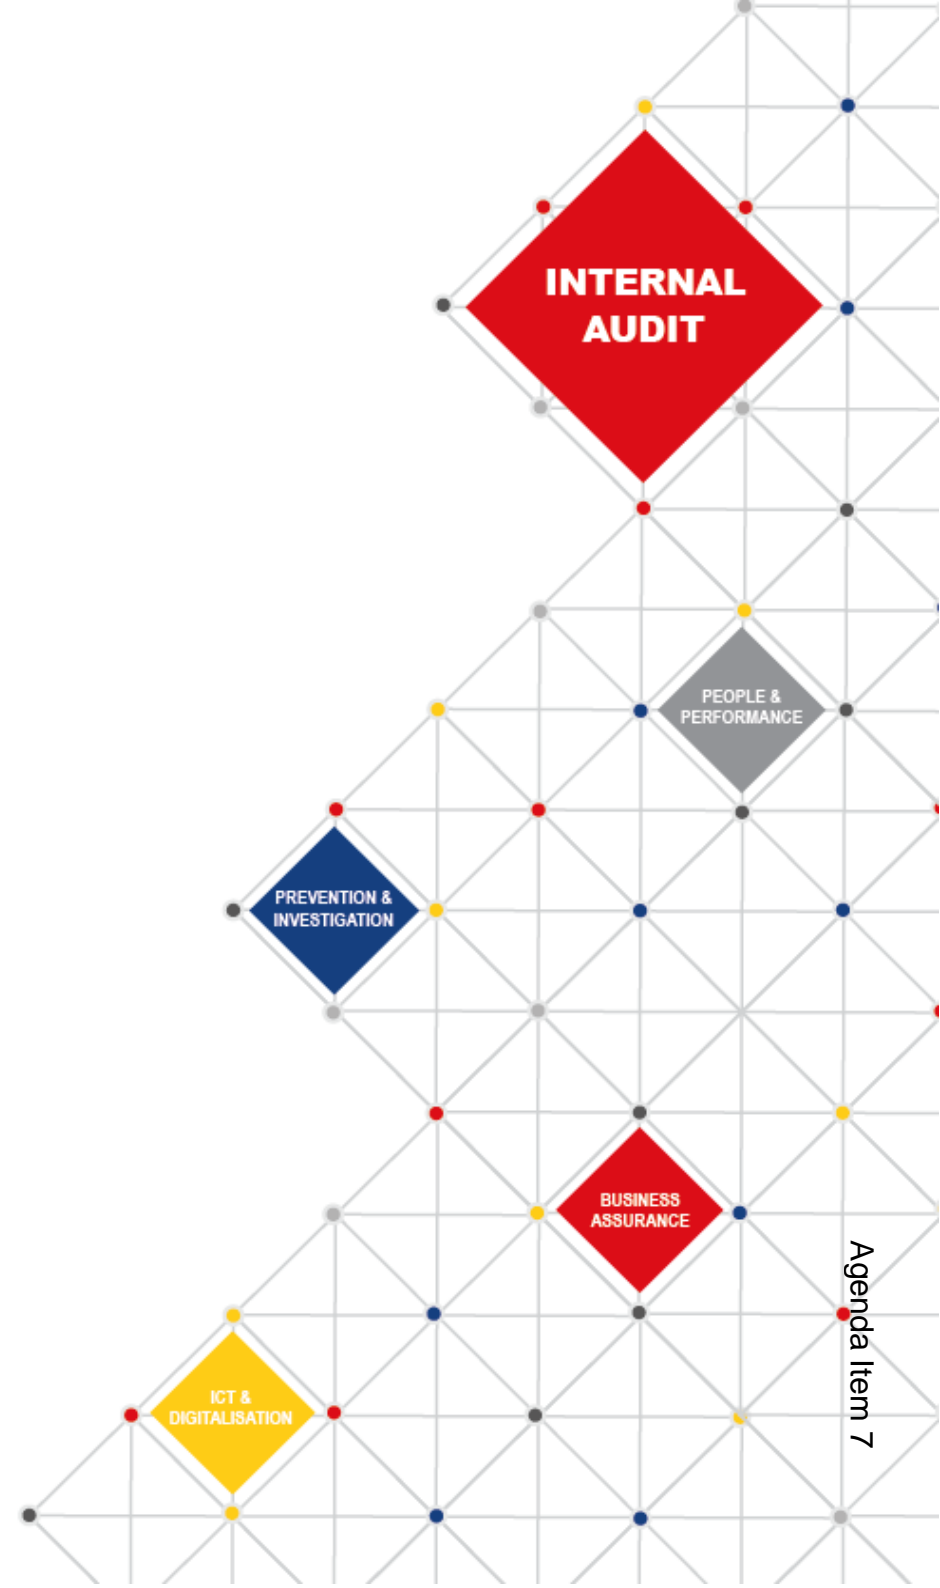 INTERNAL
AUDIT
PEOPLE &
PERFORMANCE
PREVENTION &
INVESTIGATION
BUSINESS
ASSURANCE
Agenda Item 7
ICT &
DIGITALISATION